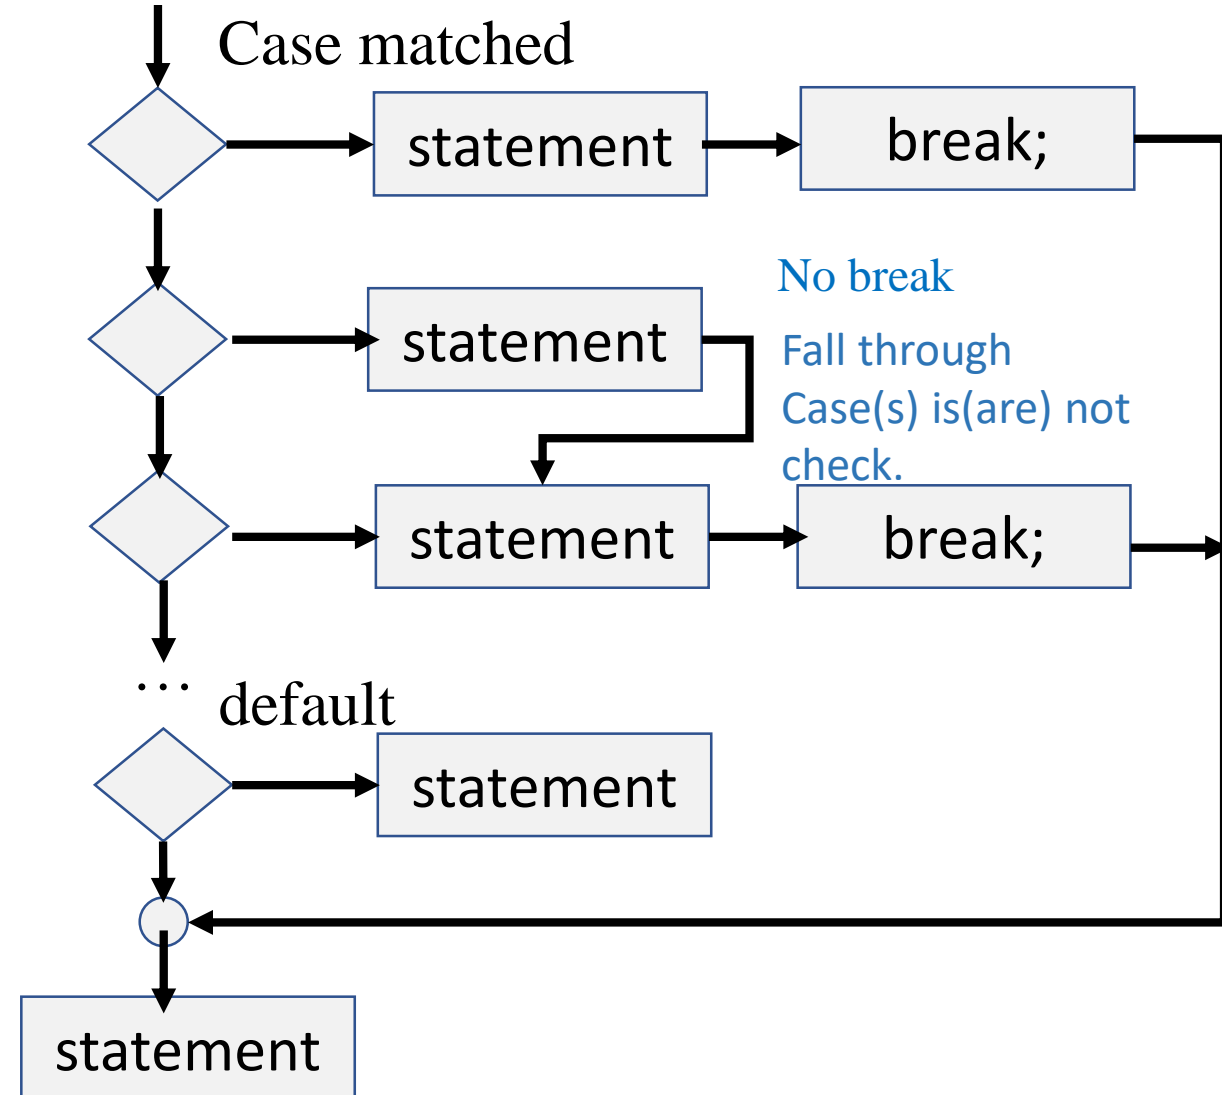 Case matched
statement
break;
No break
statement
Fall through
Case(s) is(are) not
check.
statement
break;
...
default
statement
statement